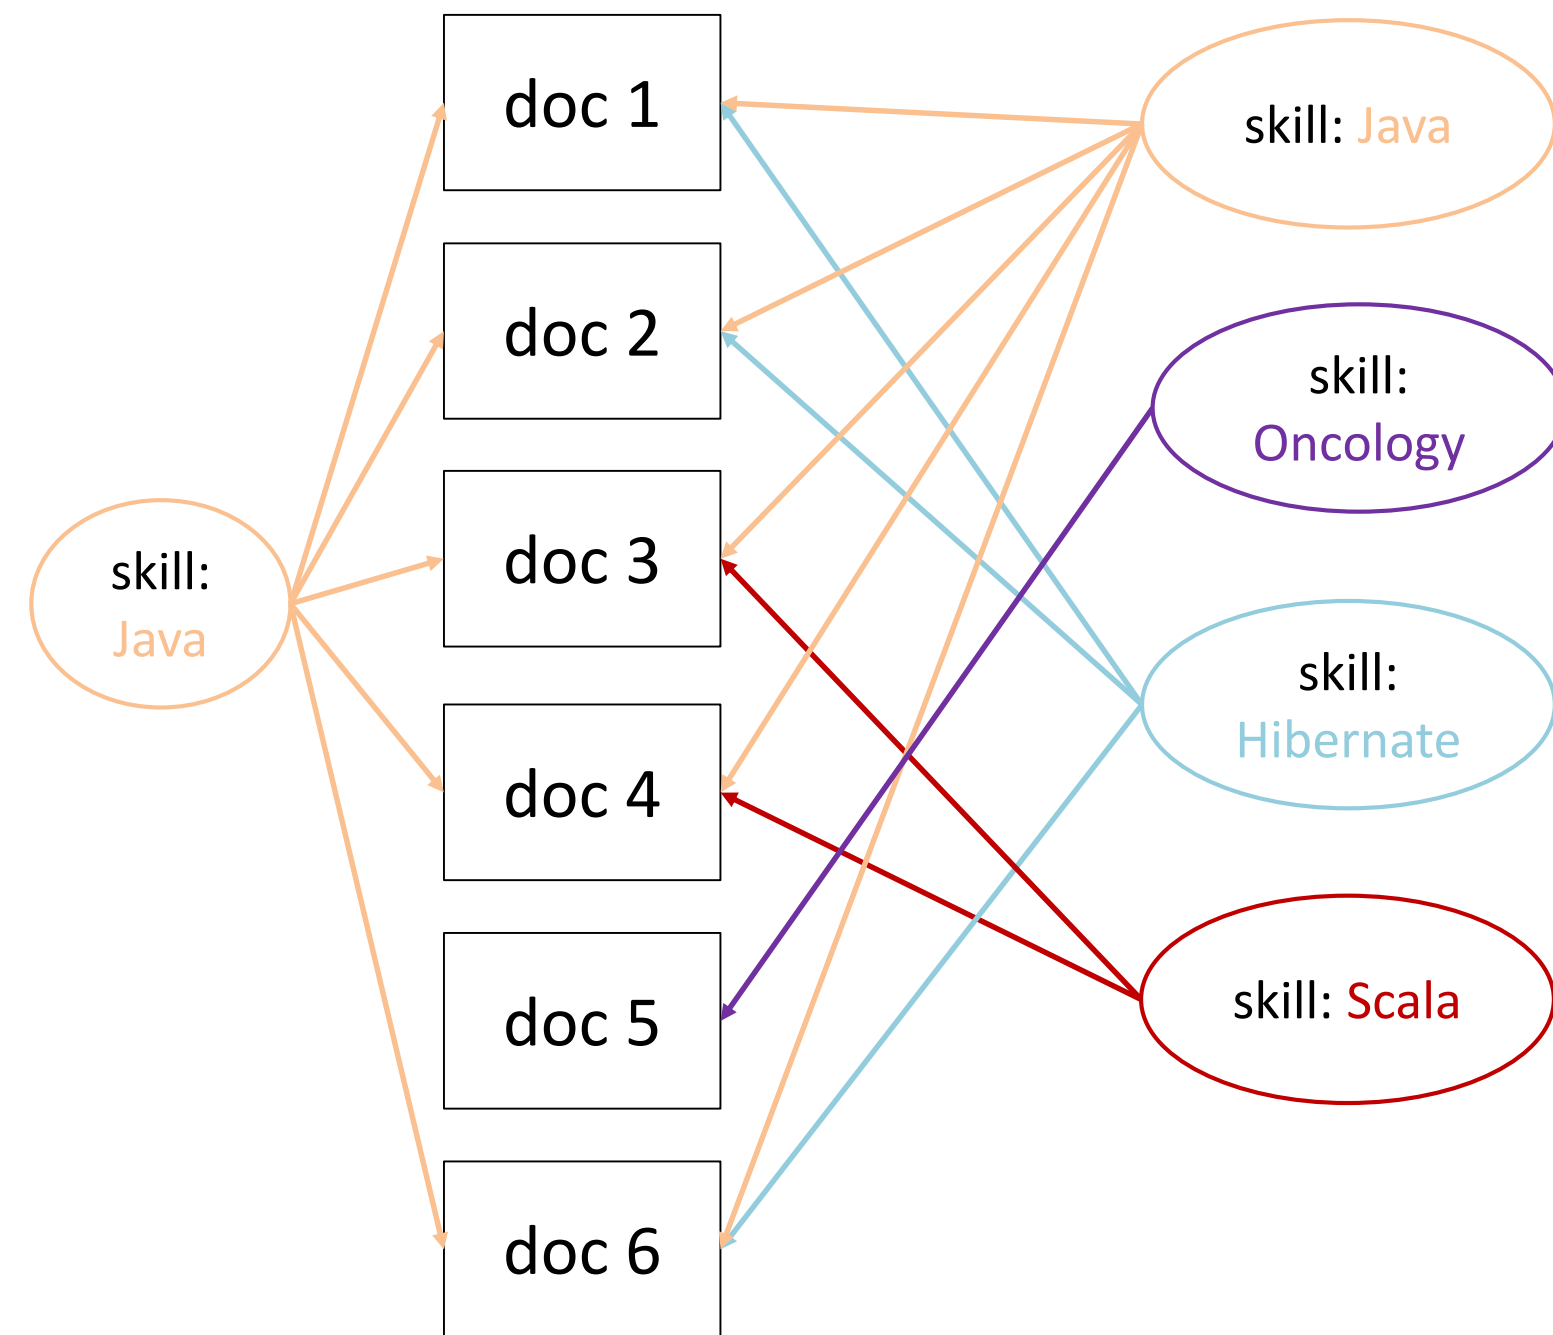 skill:
Java
doc 1
doc 2
doc 3
doc 4
doc 5
doc 6
skill: Java
skill:
Oncology
skill:
Hibernate
skill: Scala